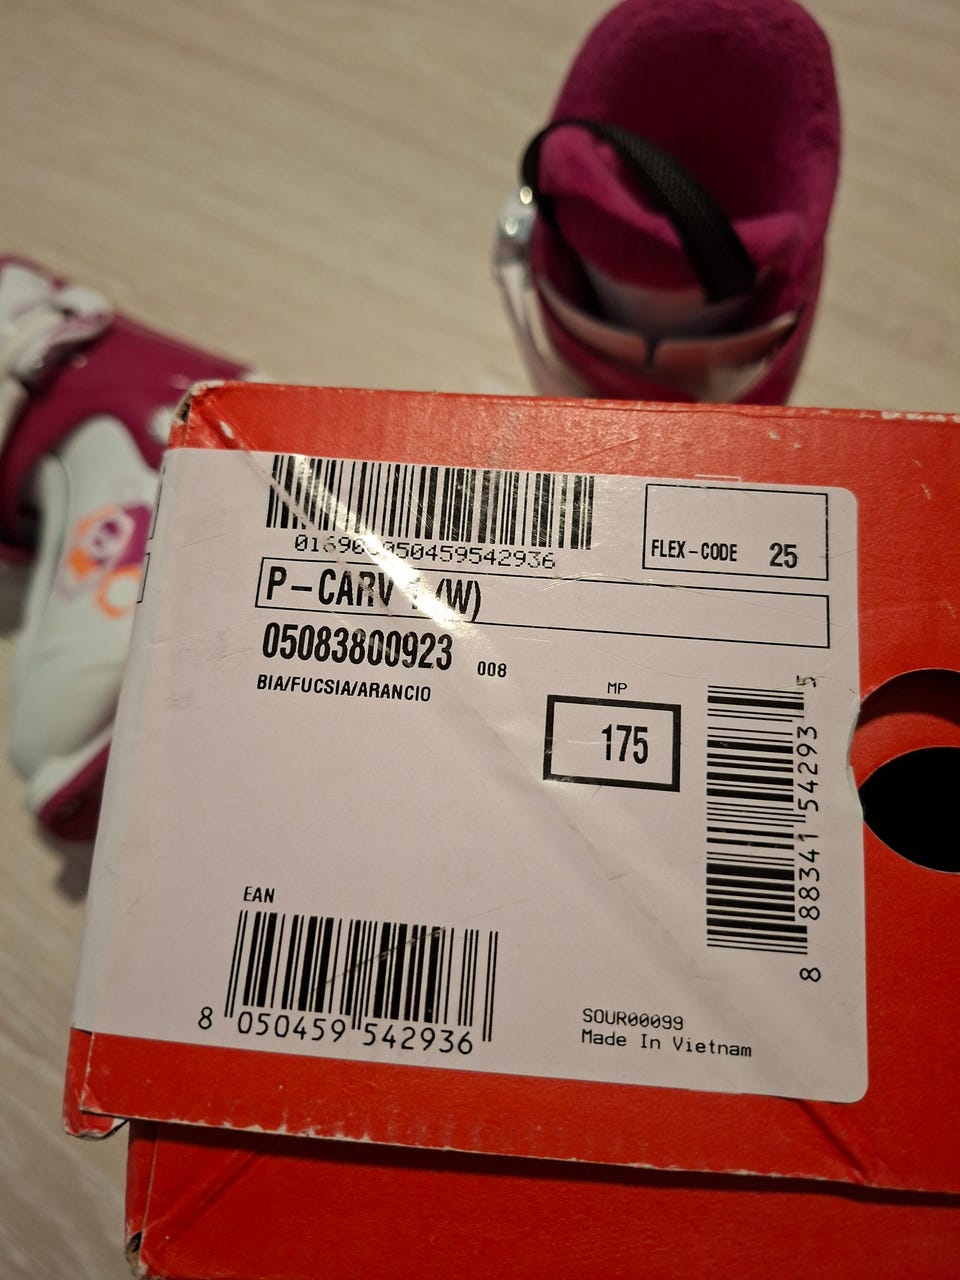 FLEX-CODE 25
P-CARV (W)
05083800923 008
BIA/FUCSIA/ARANCIO
MP
175
8 88341 54293 5
EAN
8 050459 542936
SOUR00099
Made In Vietnam